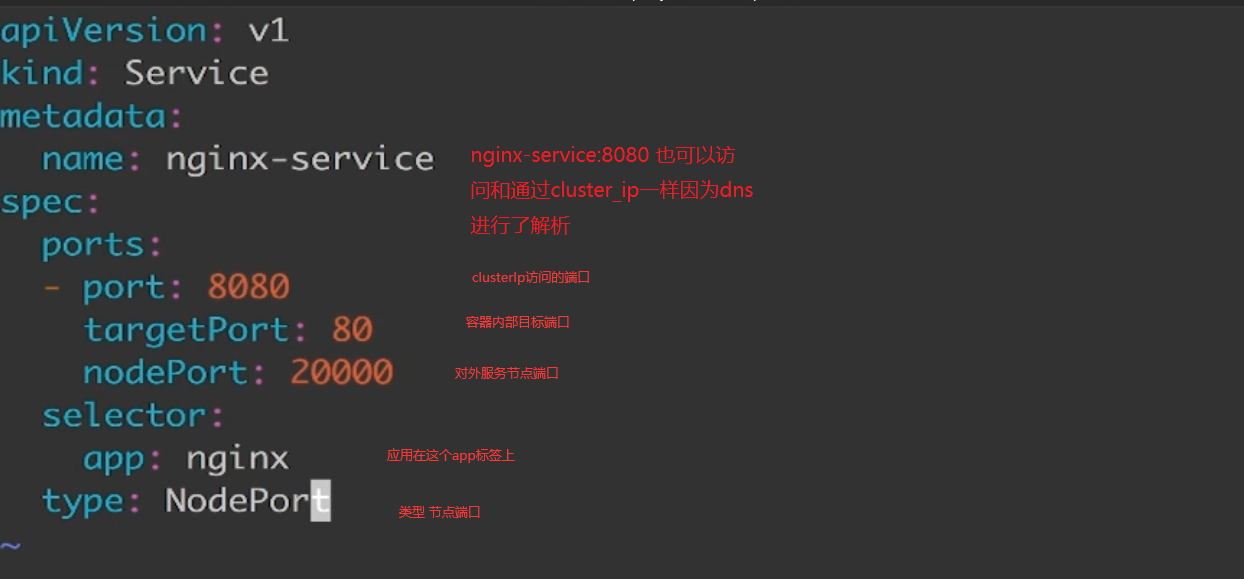 apiVersion: v1
kind: Service
metadata:
name: nginx-service
nginx-service:8080 也可以访
问和通过cluster_ip一样因为dns
进行了解析
spec:
ports:
- port: 8080
clusterIp访问的端口
targetPort: 80
容器内部目标端口
nodePort: 20000
对外服务节点端口
selector:
app: nginx
应用在这个app标签上
type: NodePort
类型 节点端口
~